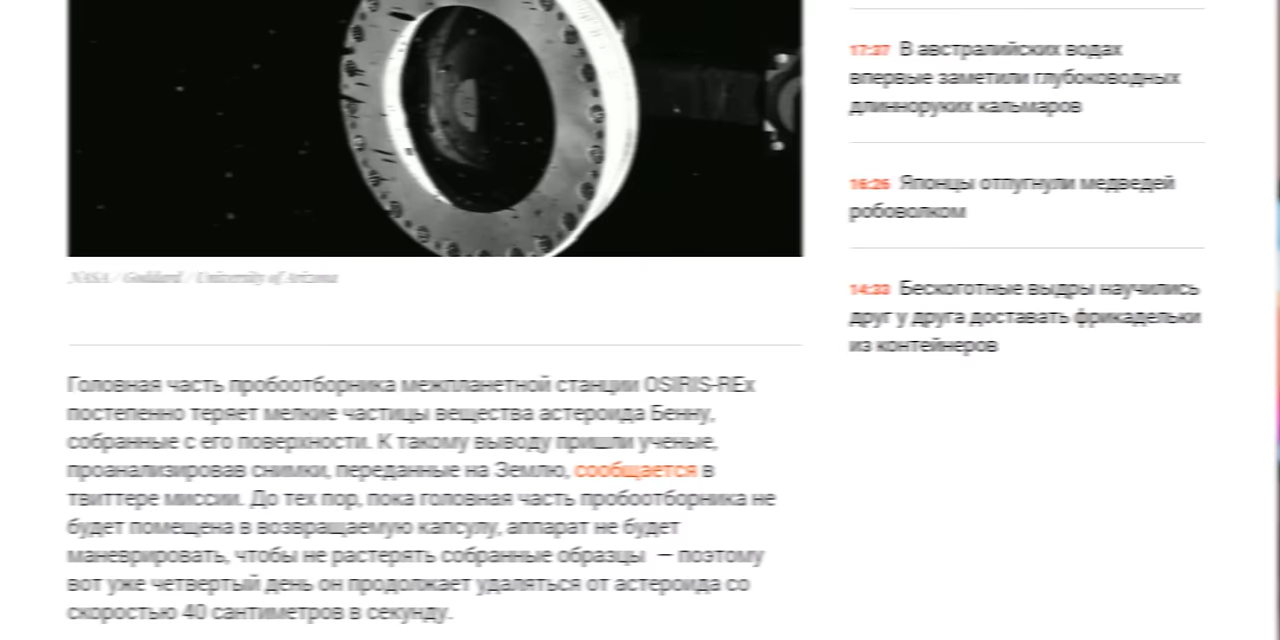 NASA / Goddard / University of Arizona
Головная часть пробоотборника межпланетной станции OSIRIS-REx
постепенно теряет мелкие частицы вещества астероида Бенну,
собранные с его поверхности. К такому выводу пришли ученые,
проанализировав снимки, переданные на Землю, сообщается в
твиттере миссии. До тех пор, пока головная часть пробоотборника не
будет помещена в возвращаемую капсулу, аппарат не будет
маневрировать, чтобы не растерять собранные образцы — поэтому
вот уже четвертый день он продолжает удаляться от астероида со
скоростью 40 сантиметров в секунду.
17:37 В австралийских водах
впервые заметили глубоководных
длинноруких кальмаров
16:25 Японцы отпугнули медведей
робоволком
14:33 Бескоготные выдры научились
друг у друга доставать фрикадельки
из контейнеров